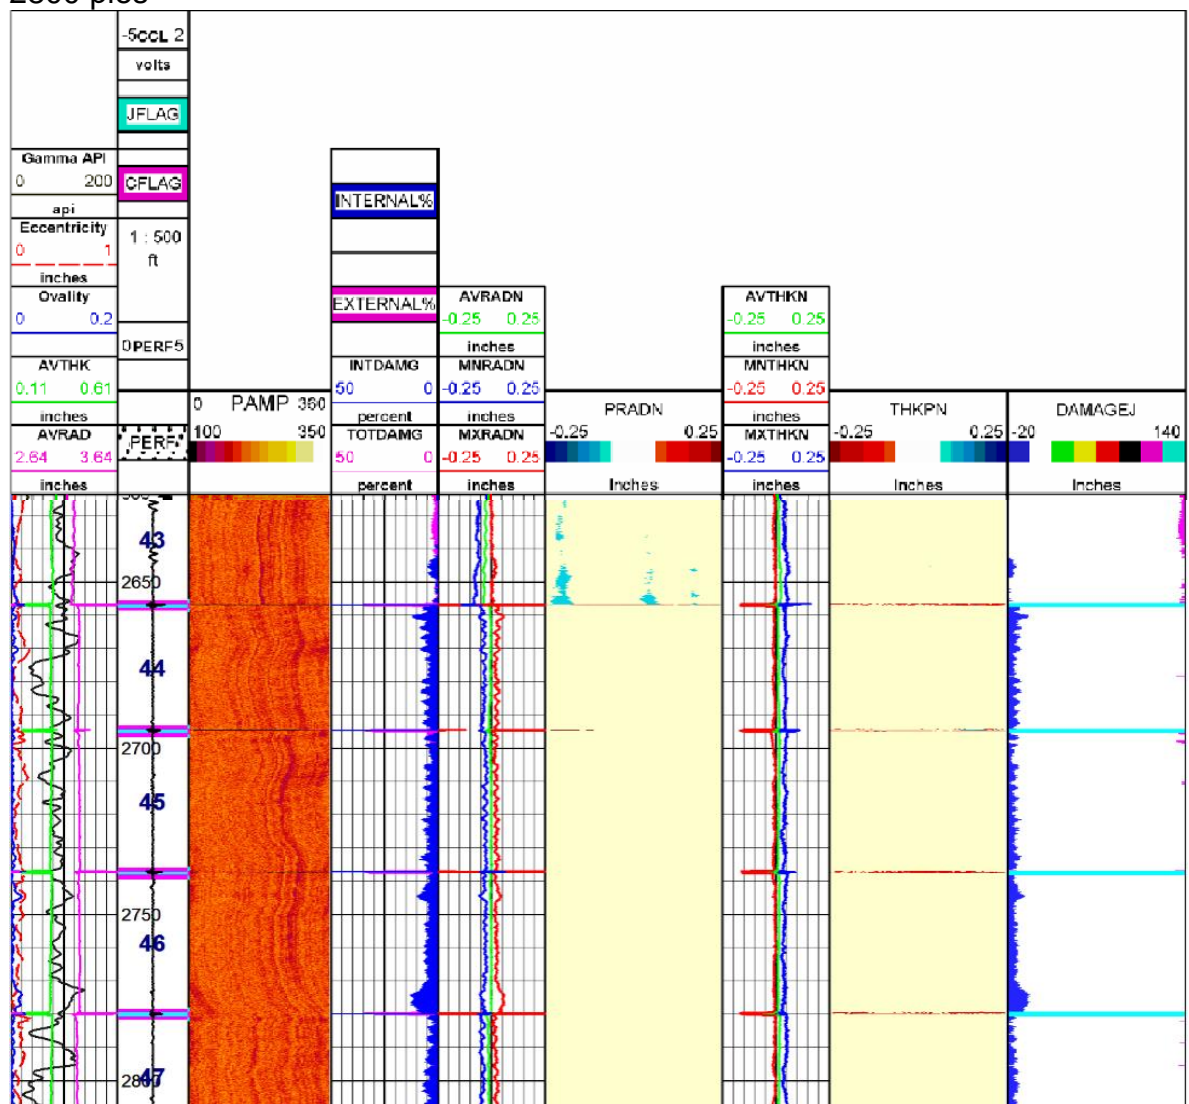 -5CCL 2
volts
JFLAG
Gamma API
0 200
CFLAG
api
INTERNAL%
Eccentricity
0 1
1 : 500
ft
inches
Ovality
0 0.2
EXTERNAL%
AVRADN
-0.25 0.25
inches
AVTHKN
-0.25 0.25
inches
0PERF5
AVTHK
0.11 0.61
inches
INTDAMG
50 0
percent
MNRADN
-0.25 0.25
inches
MNTHKN
-0.25 0.25
inches
0 PAMP 360
PRADN
THKPN
DAMAGEJ
AVRAD
2.64 3.64
inches
PERF
100 350
TOTDAMG
50 0
percent
MXRADN
-0.25 0.25
inches
-0.25 0.25
Inches
MXTHKN
-0.25 0.25
inches
-0.25 0.25
Inches
-20 140
Inches
43
2650
44
2700
45
2750
46
2800
47